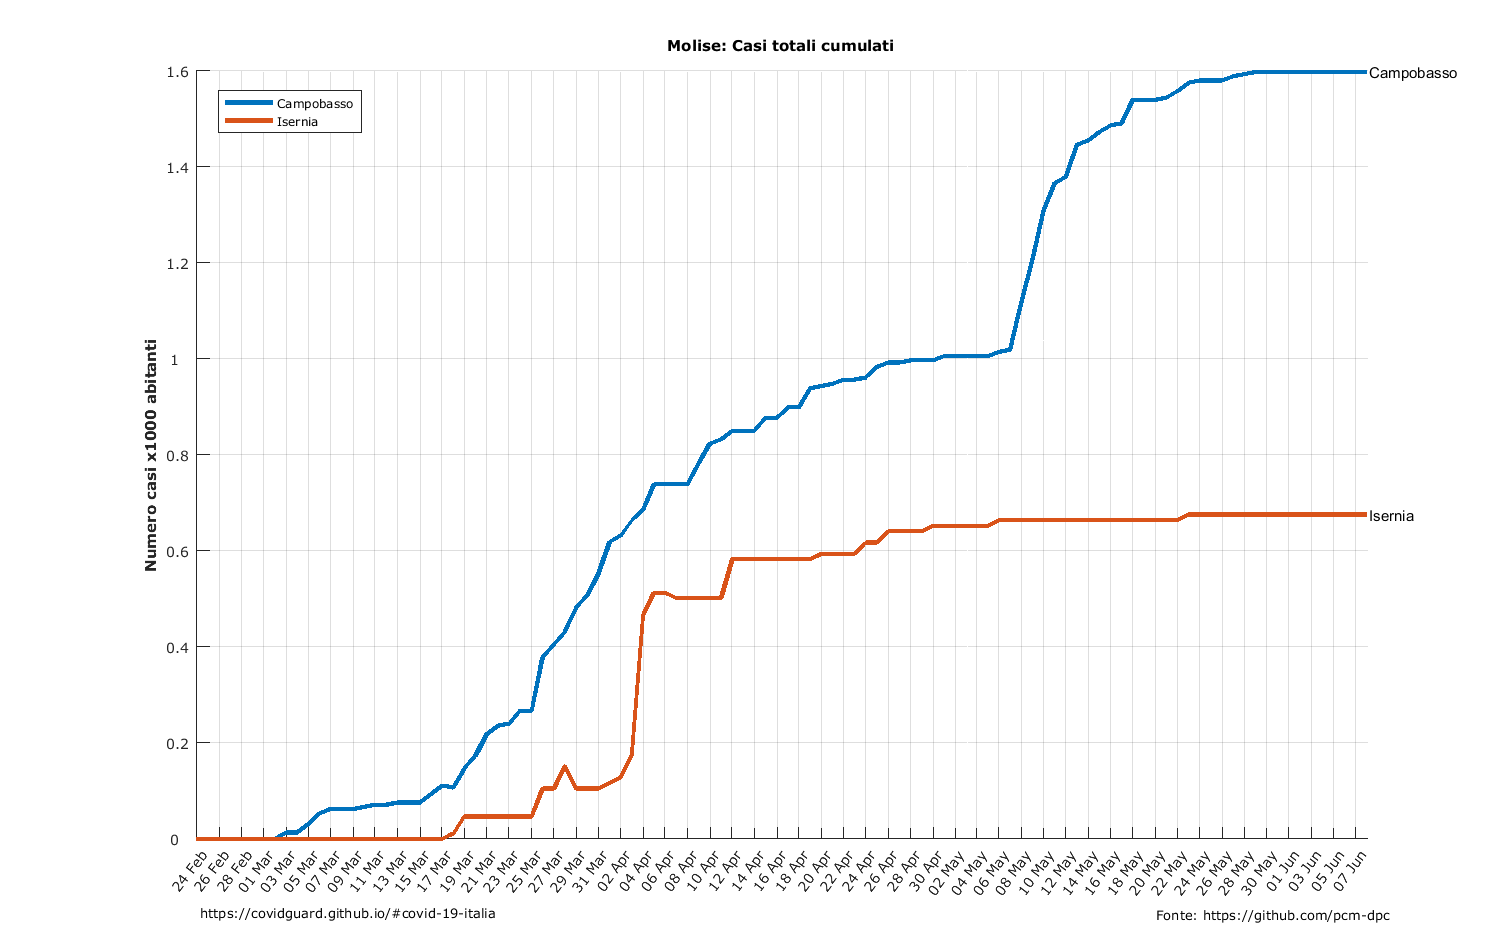 Molise: Casi totali cumulati
Campobasso
Isernia
Campobasso
Isernia
Numero casi x1000 abitanti
1.6
1.4
1.2
1
0.8
0.6
0.4
0.2
0
24 Feb
26 Feb
28 Feb
01 Mar
03 Mar
05 Mar
07 Mar
09 Mar
11 Mar
13 Mar
15 Mar
17 Mar
19 Mar
21 Mar
23 Mar
25 Mar
27 Mar
29 Mar
31 Mar
02 Apr
04 Apr
06 Apr
08 Apr
10 Apr
12 Apr
14 Apr
16 Apr
18 Apr
20 Apr
22 Apr
24 Apr
26 Apr
28 Apr
30 Apr
02 May
04 May
06 May
08 May
10 May
12 May
14 May
16 May
18 May
20 May
22 May
24 May
26 May
28 May
30 May
01 Jun
03 Jun
05 Jun
07 Jun
https://covidguard.github.io/#covid-19-italia
Fonte: https://github.com/pcm-dpc